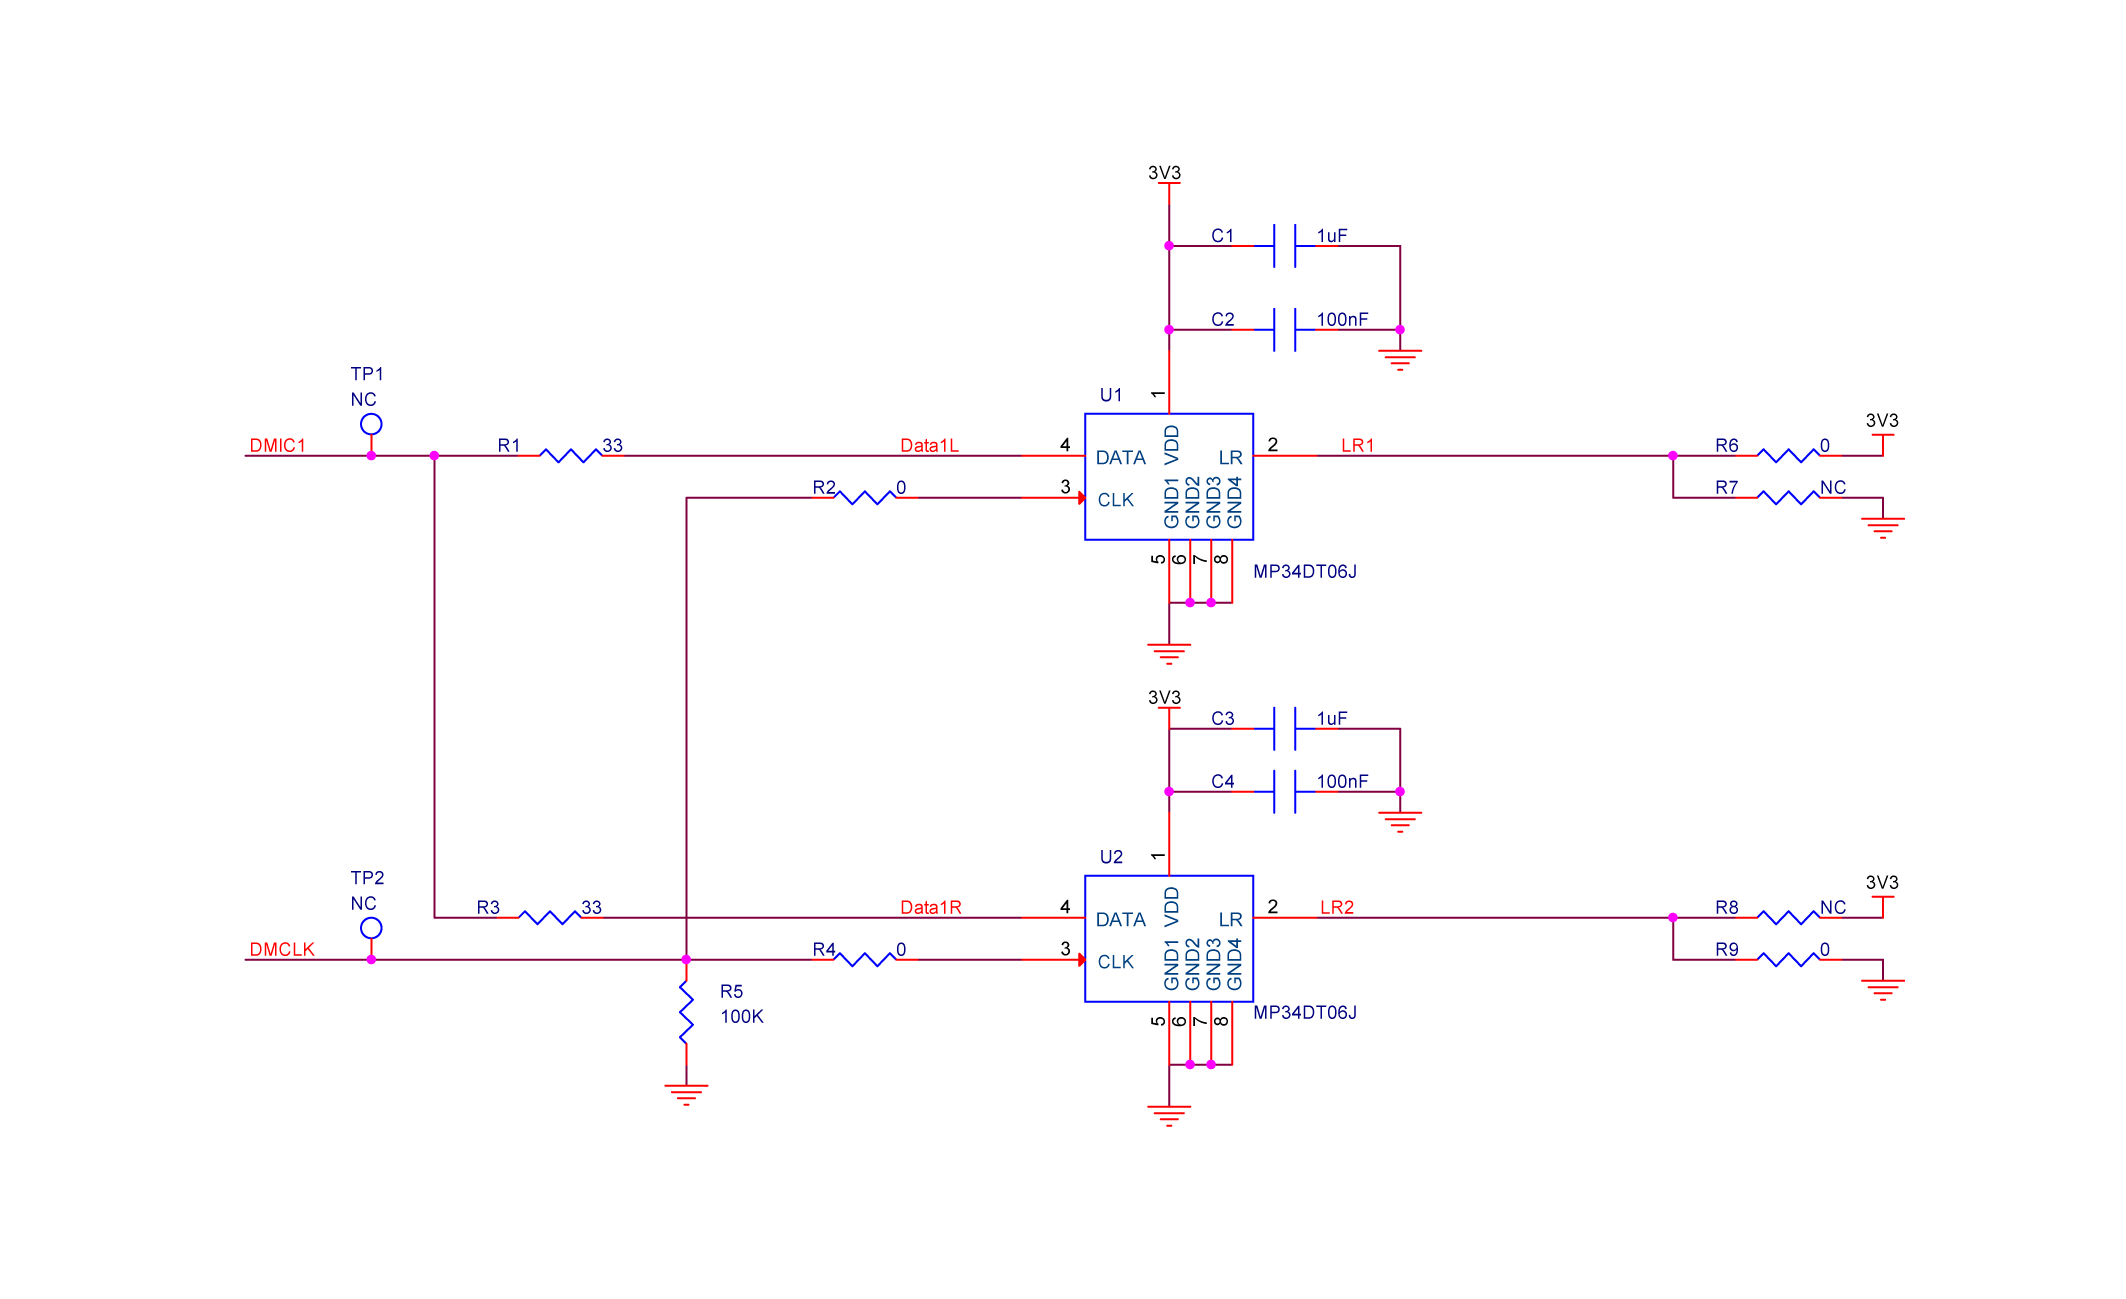 3V3
C1 1uF
C2 100nF
TP1
NC
U1
1
DMIC1 R1 33 Data1L 4 DATA VDD LR 2 LR1 R6 0 3V3
R2 0 3 CLK GND1 GND2 GND3 GND4 R7 NC
5 6 7 8
MP34DT06J
3V3
C3 1uF
C4 100nF
TP2
NC
U2
1
R3 33 Data1R 4 DATA VDD LR 2 LR2 R8 NC 3V3
DMCLK R4 0 3 CLK GND1 GND2 GND3 GND4 R9 0
R5
100K
5 6 7 8
MP34DT06J